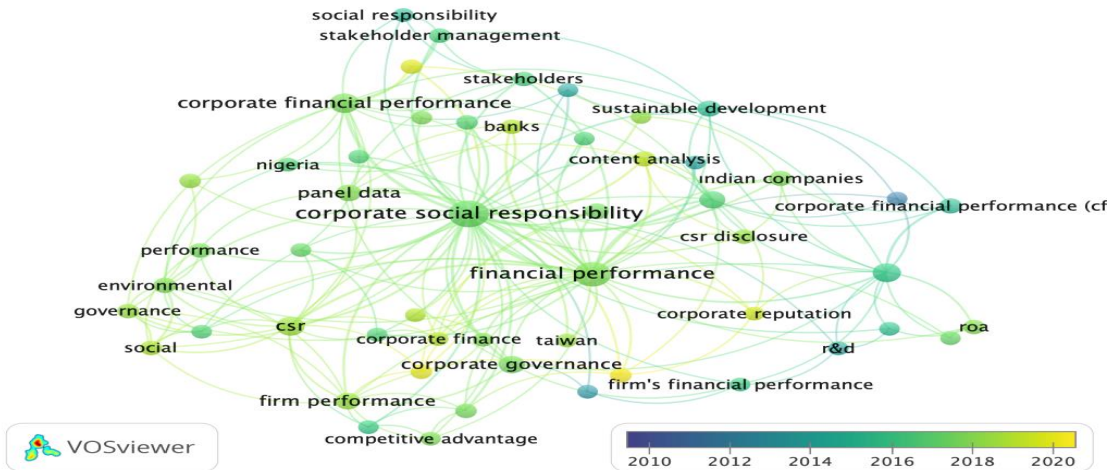 social responsibility
stakeholder management
stakeholders
corporate financial performance
sustainable development
banks
content analysis
nigeria
indian companies
panel data
corporate social responsibility
corporate financial performance (cf
csr disclosure
performance
financial performance
environmental
governance
corporate reputation
csr
roa
social
corporate finance
taiwan
r&d
corporate governance
firm's financial performance
firm performance
competitive advantage
VOSviewer
2010 2012 2014 2016 2018 2020